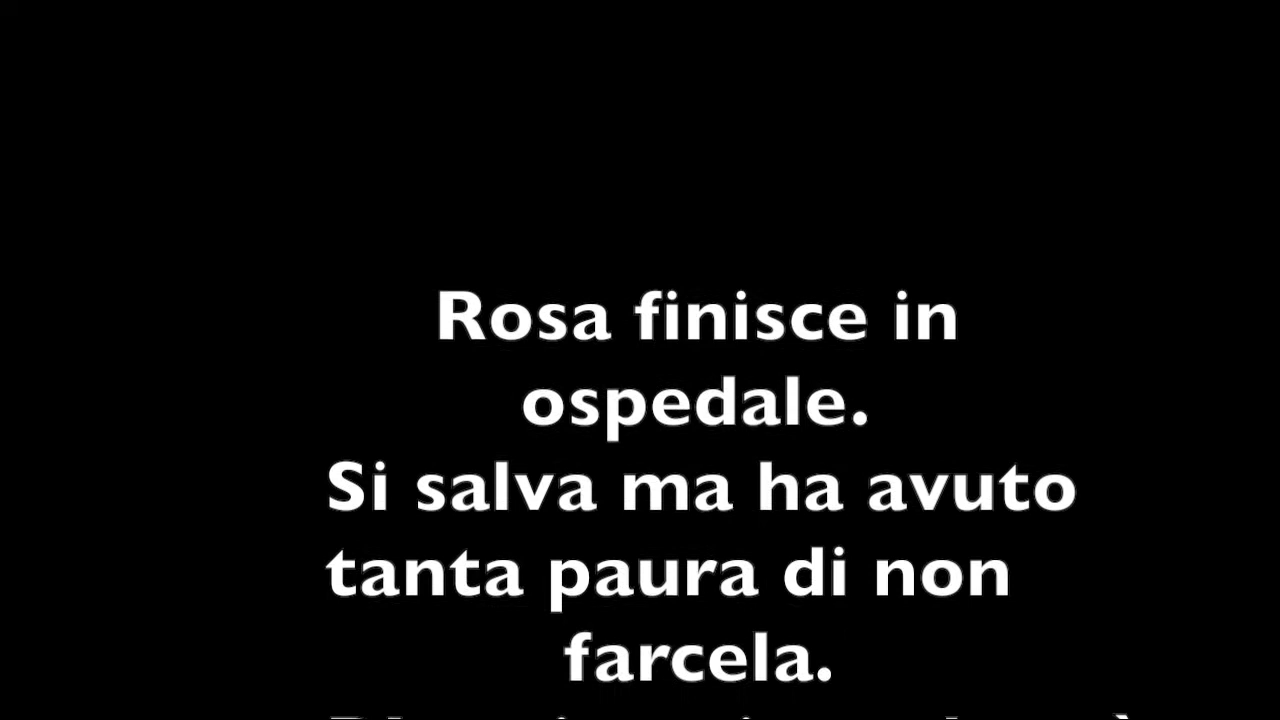 Rosa finisce in
ospedale.
Si salva ma ha avuto
tanta paura di non
farcela.